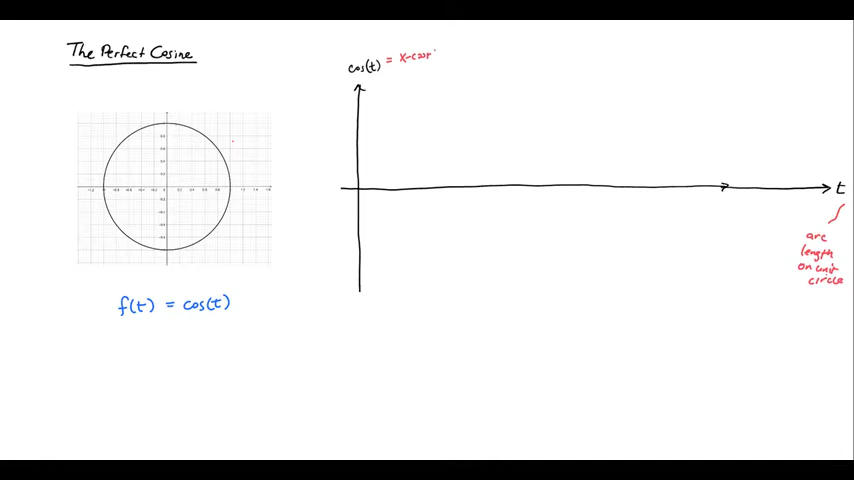 The Perfect Cosine
cos(t) = x-coor
t
arc
length
on unit
circle
f(t) = cos(t)